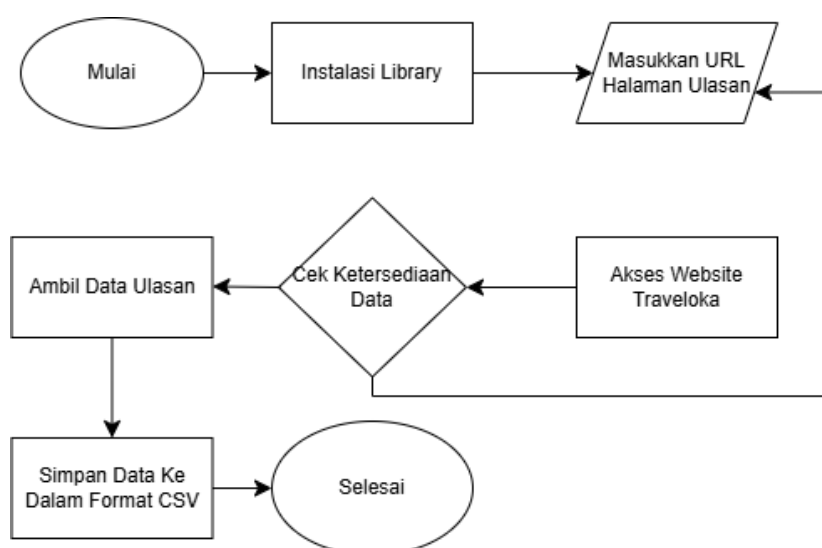 Mulai
Instalasi Library
Masukkan URL
Halaman Ulasan
Akses Website
Traveloka
Cek Ketersediaan
Data
Ambil Data Ulasan
Simpan Data Ke
Dalam Format CSV
Selesai